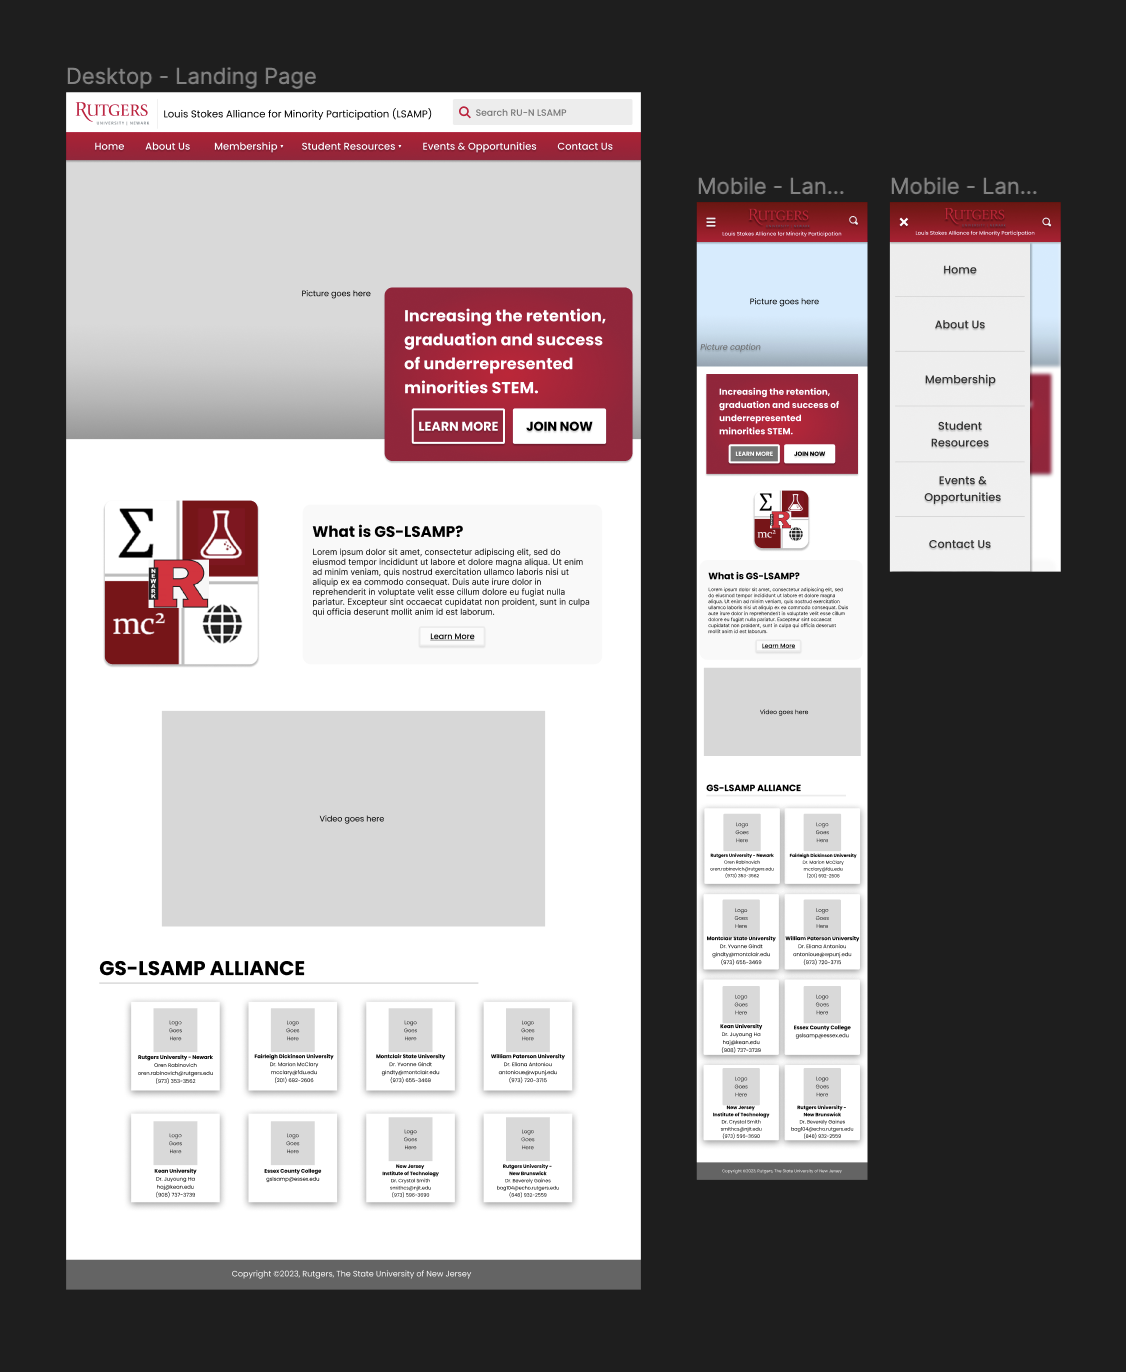 Desktop - Landing Page
RUTGERS
UNIVERSITY | NEWARK
Louis Stokes Alliance for Minority Participation (LSAMP)
Search RU-N LSAMP
Home
About Us
Membership
Student Resources
Events & Opportunities
Contact Us
Picture goes here
Increasing the retention,
graduation and success
of underrepresented
minorities STEM.
LEARN MORE
JOIN NOW
Σ
NEWARK
R
mc²
What is GS-LSAMP?
Lorem ipsum dolor sit amet, consectetur adipiscing elit, sed do
eiusmod tempor incididunt ut labore et dolore magna aliqua. Ut enim
ad minim veniam, quis nostrud exercitation ullamco laboris nisi ut
aliquip ex ea commodo consequat. Duis aute irure dolor in
reprehenderit in voluptate velit esse cillum dolore eu fugiat nulla
pariatur. Excepteur sint occaecat cupidatat non proident, sunt in culpa
qui officia deserunt mollit anim id est laborum.
Learn More
Video goes here
GS-LSAMP ALLIANCE
Logo
Goes
Here
Rutgers University - Newark
Oren Rabinovich
oren.rabinovich@rutgers.edu
(973) 353-3562
Logo
Goes
Here
Fairleigh Dickinson University
Dr. Marion McClary
mcclary@fdu.edu
(201) 692-2606
Logo
Goes
Here
Montclair State University
Dr. Yvonne Gindt
gindty@montclair.edu
(973) 655-3469
Logo
Goes
Here
William Paterson University
Dr. Eliana Antoniou
antonioue@wpunj.edu
(973) 720-3715
Logo
Goes
Here
Kean University
Dr. Juyoung Ha
haj@kean.edu
(908) 737-3739
Logo
Goes
Here
Essex County College
gslsamp@essex.edu
Logo
Goes
Here
New Jersey
Institute of Technology
Dr. Crystal Smith
smithcs@njit.edu
(973) 596-3690
Logo
Goes
Here
Rutgers University -
New Brunswick
Dr. Beverely Gaines
bag104@echo.rutgers.edu
(848) 932-2559
Copyright ©2023, Rutgers, The State University of New Jersey
Mobile - Lan...
RUTGERS
Louis Stokes Alliance for Minority Participation
Picture goes here
Picture caption
Increasing the retention,
graduation and success of
underrepresented
minorities STEM.
LEARN MORE
JOIN NOW
Σ
NEWARK
R
mc²
What is GS-LSAMP?
Lorem ipsum dolor sit amet, consectetur adipiscing elit, sed
do eiusmod tempor incididunt ut labore et dolore magna
aliqua. Ut enim ad minim veniam, quis nostrud exercitation
ullamco laboris nisi ut aliquip ex ea commodo consequat. Duis
aute irure dolor in reprehenderit in voluptate velit esse cillum
dolore eu fugiat nulla pariatur. Excepteur sint occaecat
cupidatat non proident, sunt in culpa qui officia deserunt
mollit anim id est laborum.
Learn More
Video goes here
GS-LSAMP ALLIANCE
Logo
Goes
Here
Rutgers University - Newark
Oren Rabinovich
oren.rabinovich@rutgers.edu
(973) 353-3562
Logo
Goes
Here
Fairleigh Dickinson University
Dr. Marion McClary
mcclary@fdu.edu
(201) 692-2606
Logo
Goes
Here
Montclair State University
Dr. Yvonne Gindt
gindty@montclair.edu
(973) 655-3469
Logo
Goes
Here
William Paterson University
Dr. Eliana Antoniou
antonioue@wpunj.edu
(973) 720-3715
Logo
Goes
Here
Kean University
Dr. Juyoung Ha
haj@kean.edu
(908) 737-3739
Logo
Goes
Here
Essex County College
gslsamp@essex.edu
Logo
Goes
Here
New Jersey
Institute of Technology
Dr. Crystal Smith
smithcs@njit.edu
(973) 596-3690
Logo
Goes
Here
Rutgers University -
New Brunswick
Dr. Beverely Gaines
bag104@echo.rutgers.edu
(848) 932-2559
Copyright ©2023, Rutgers, The State University of New Jersey
Mobile - Lan...
RUTGERS
Louis Stokes Alliance for Minority Participation
Home
About Us
Membership
Student
Resources
Events &
Opportunities
Contact Us